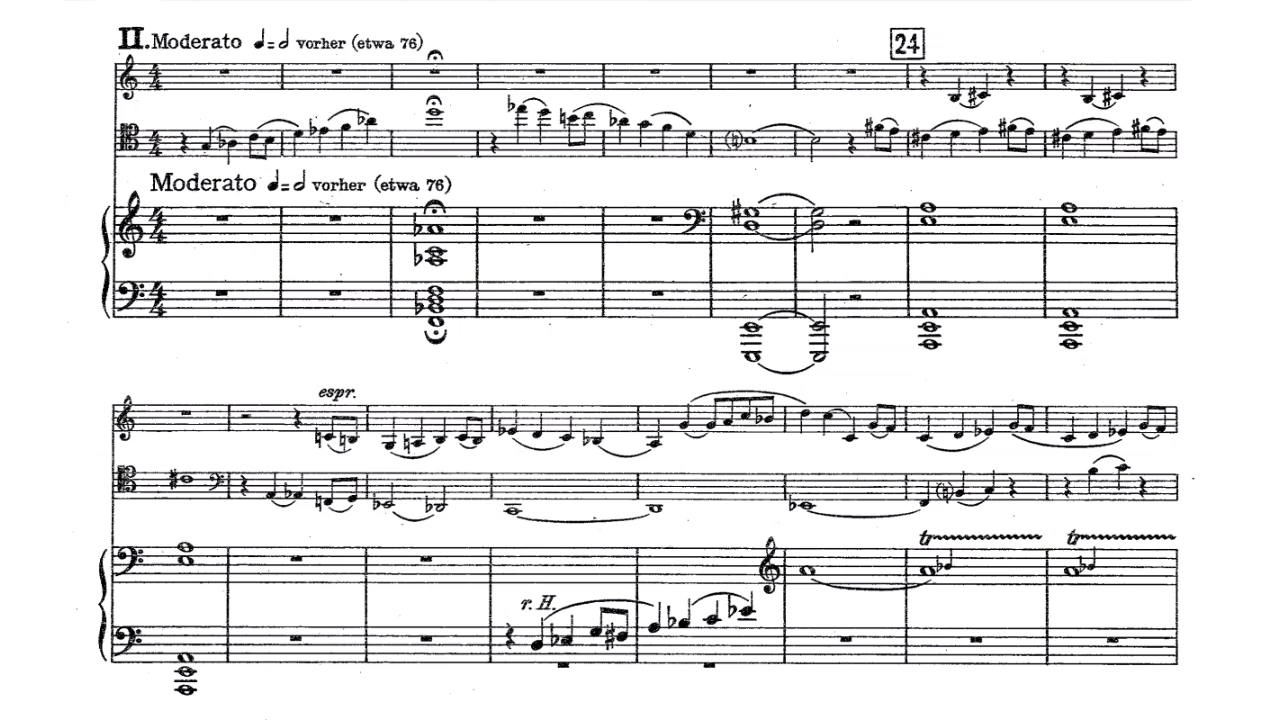 II. Moderato ♩=𝅗𝅥 vorher (etwa 76)
24
Moderato ♩=𝅗𝅥 vorher (etwa 76)
espr.
tr tr
r. H.